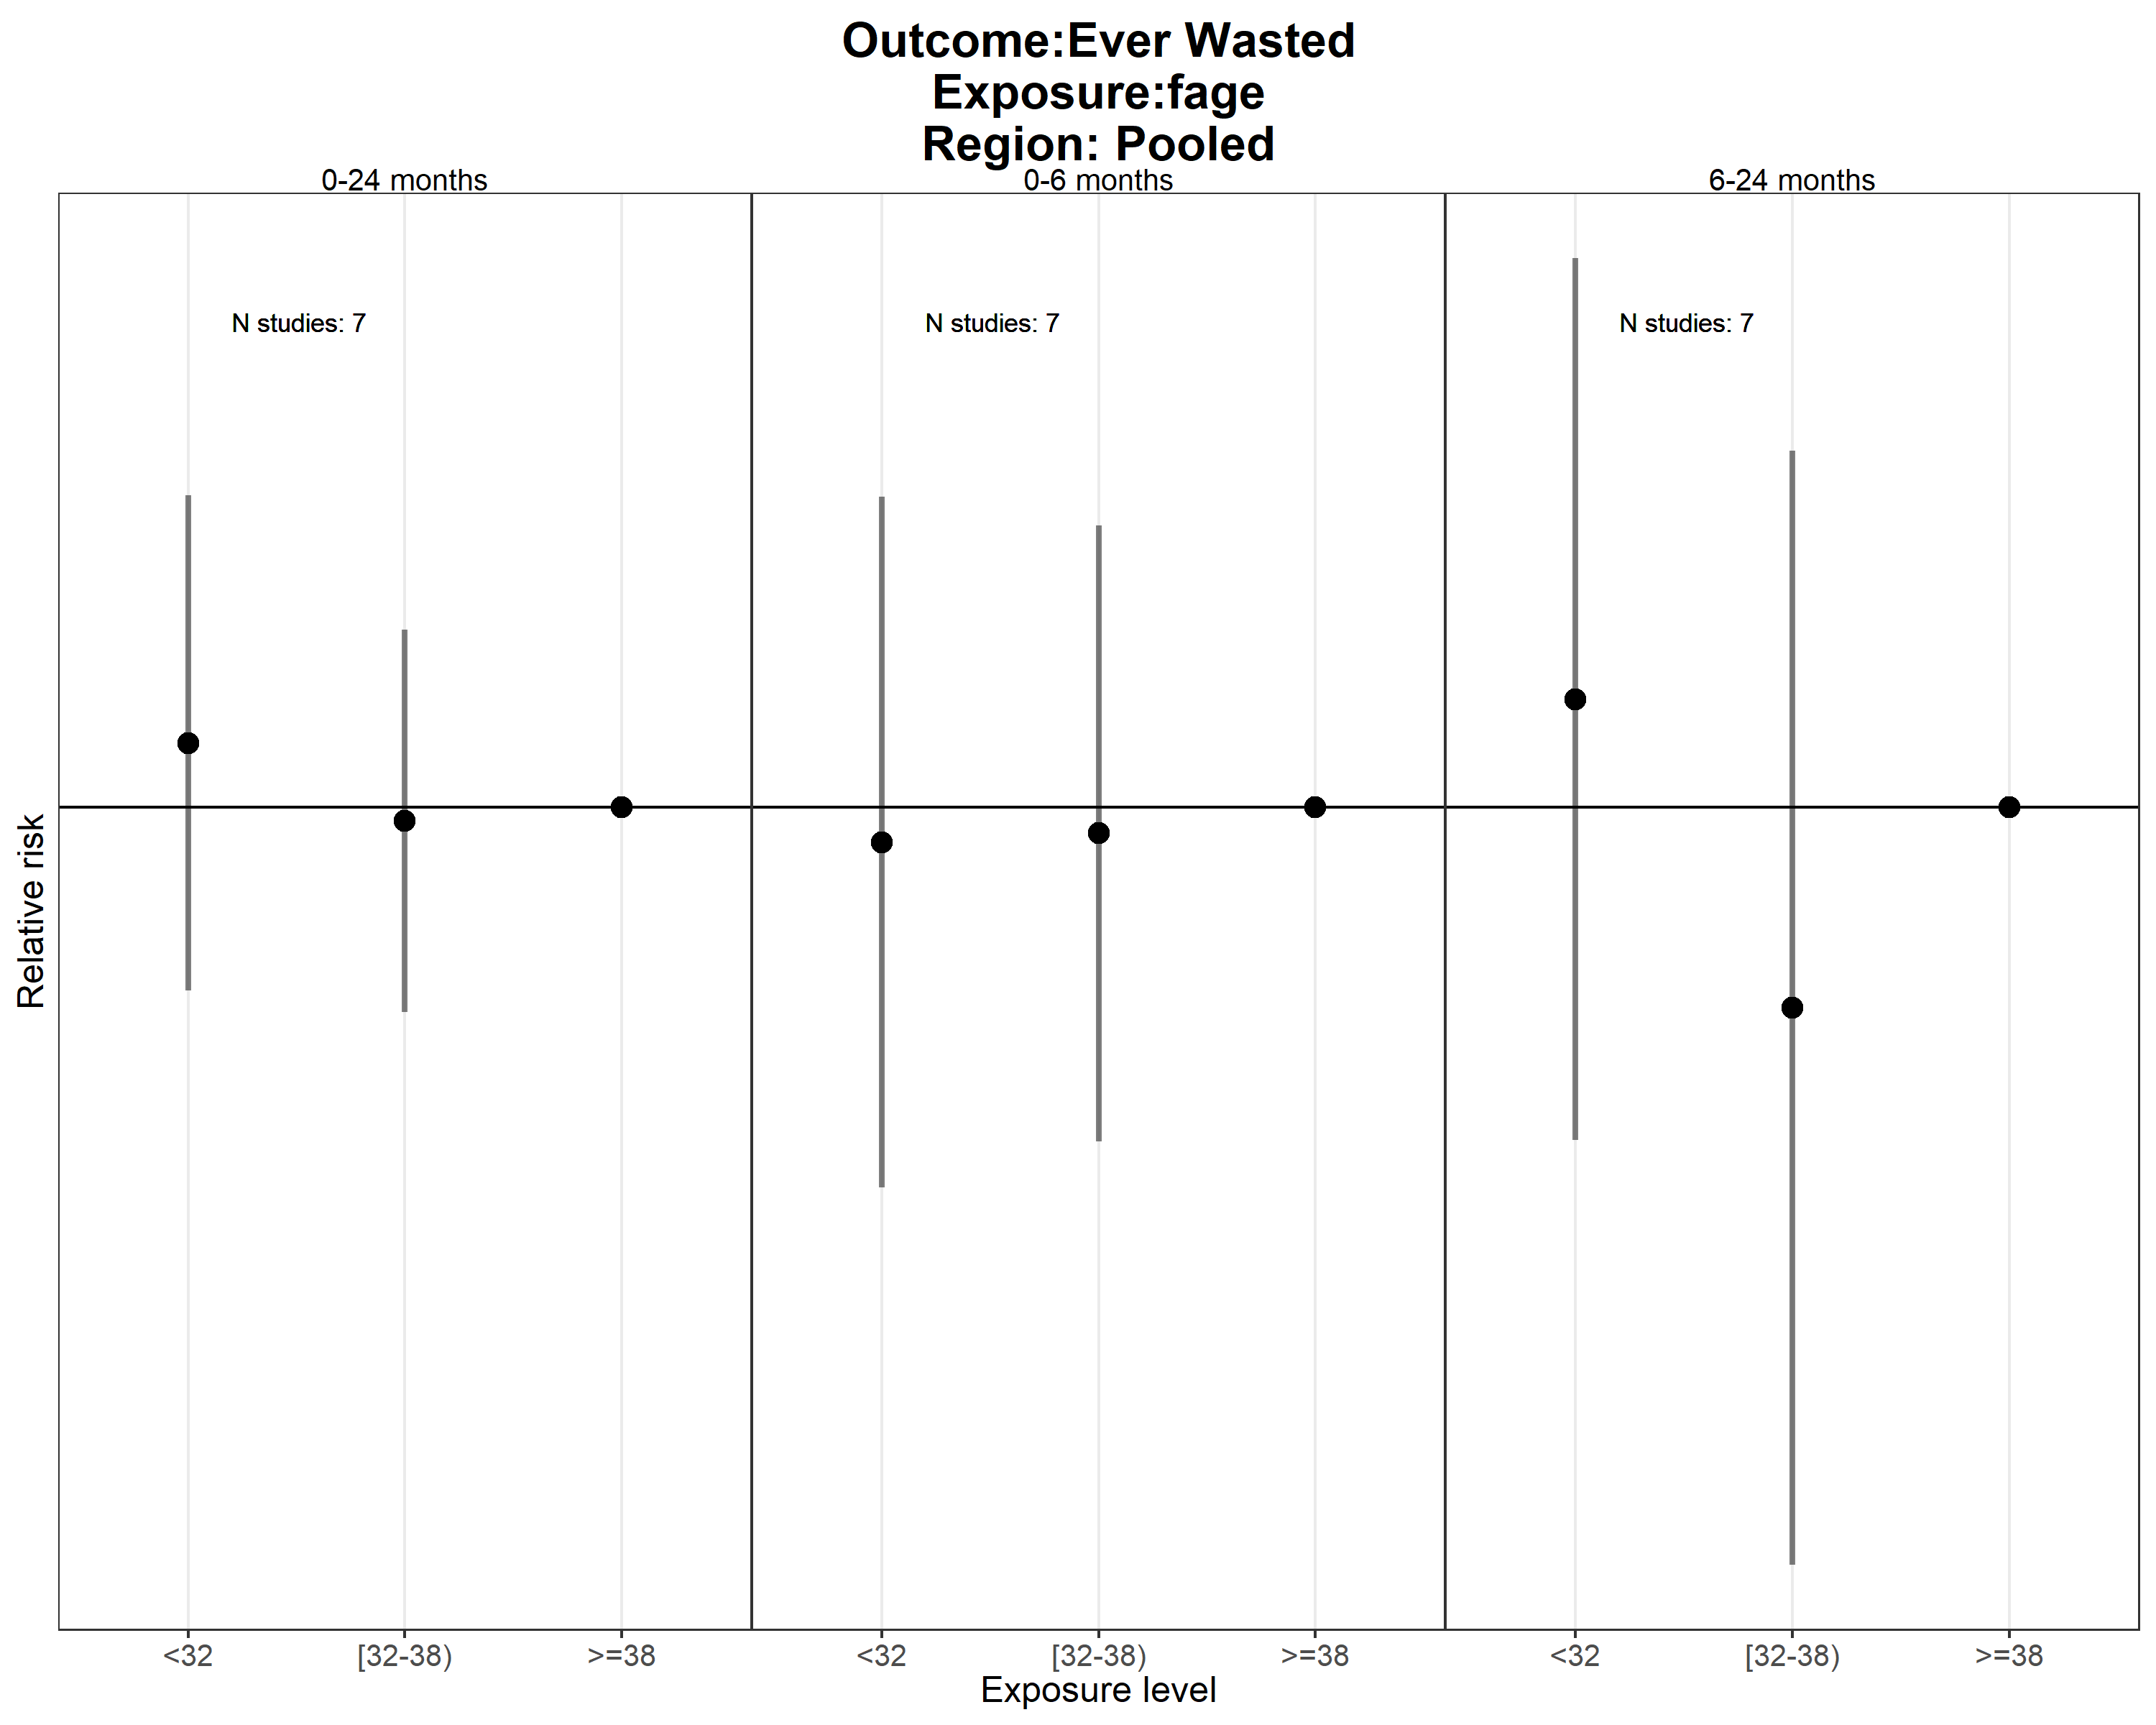 Outcome:Ever Wasted
Exposure:fage
Region: Pooled
0-24 months
0-6 months
6-24 months
N studies: 7
N studies: 7
N studies: 7
Relative risk
<32
[32-38)
>=38
<32
[32-38)
>=38
<32
[32-38)
>=38
Exposure level